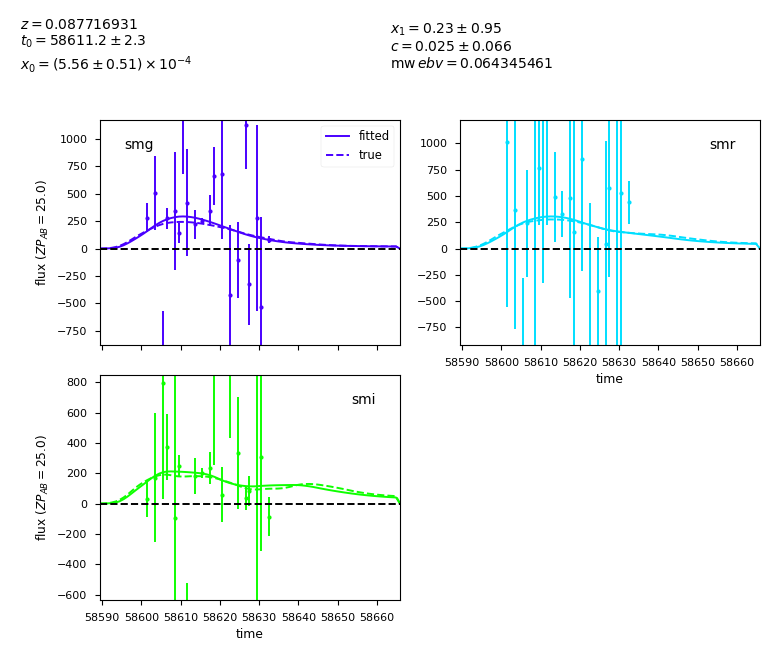 z = 0.087716931
t₀ = 58611.2 ± 2.3
x₀ = (5.56 ± 0.51) × 10⁻⁴
x₁ = 0.23 ± 0.95
c = 0.025 ± 0.066
mw ebv = 0.064345461
smg
fitted
true
1000
750
500
250
0
−250
−500
−750
flux (ZP_AB = 25.0)
smr
1000
750
500
250
0
−250
−500
−750
58590 58600 58610 58620 58630 58640 58650 58660
time
smi
800
600
400
200
0
−200
−400
−600
flux (ZP_AB = 25.0)
58590 58600 58610 58620 58630 58640 58650 58660
time